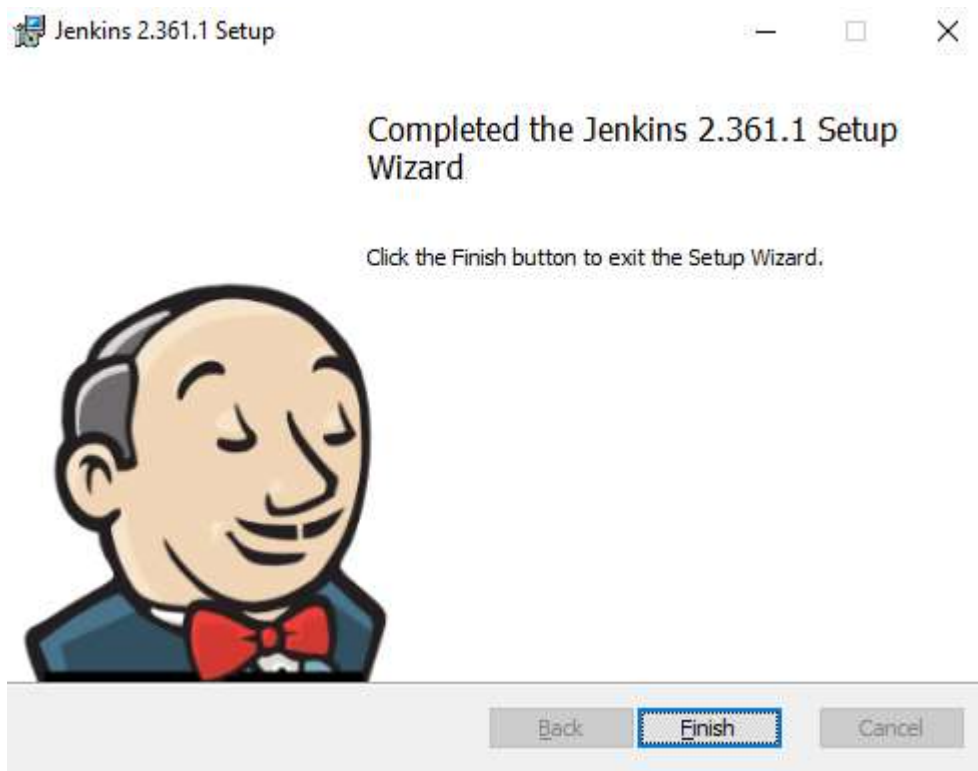 Jenkins 2.361.1 Setup
Completed the Jenkins 2.361.1 Setup
Wizard
Click the Finish button to exit the Setup Wizard.
Back
Finish
Cancel